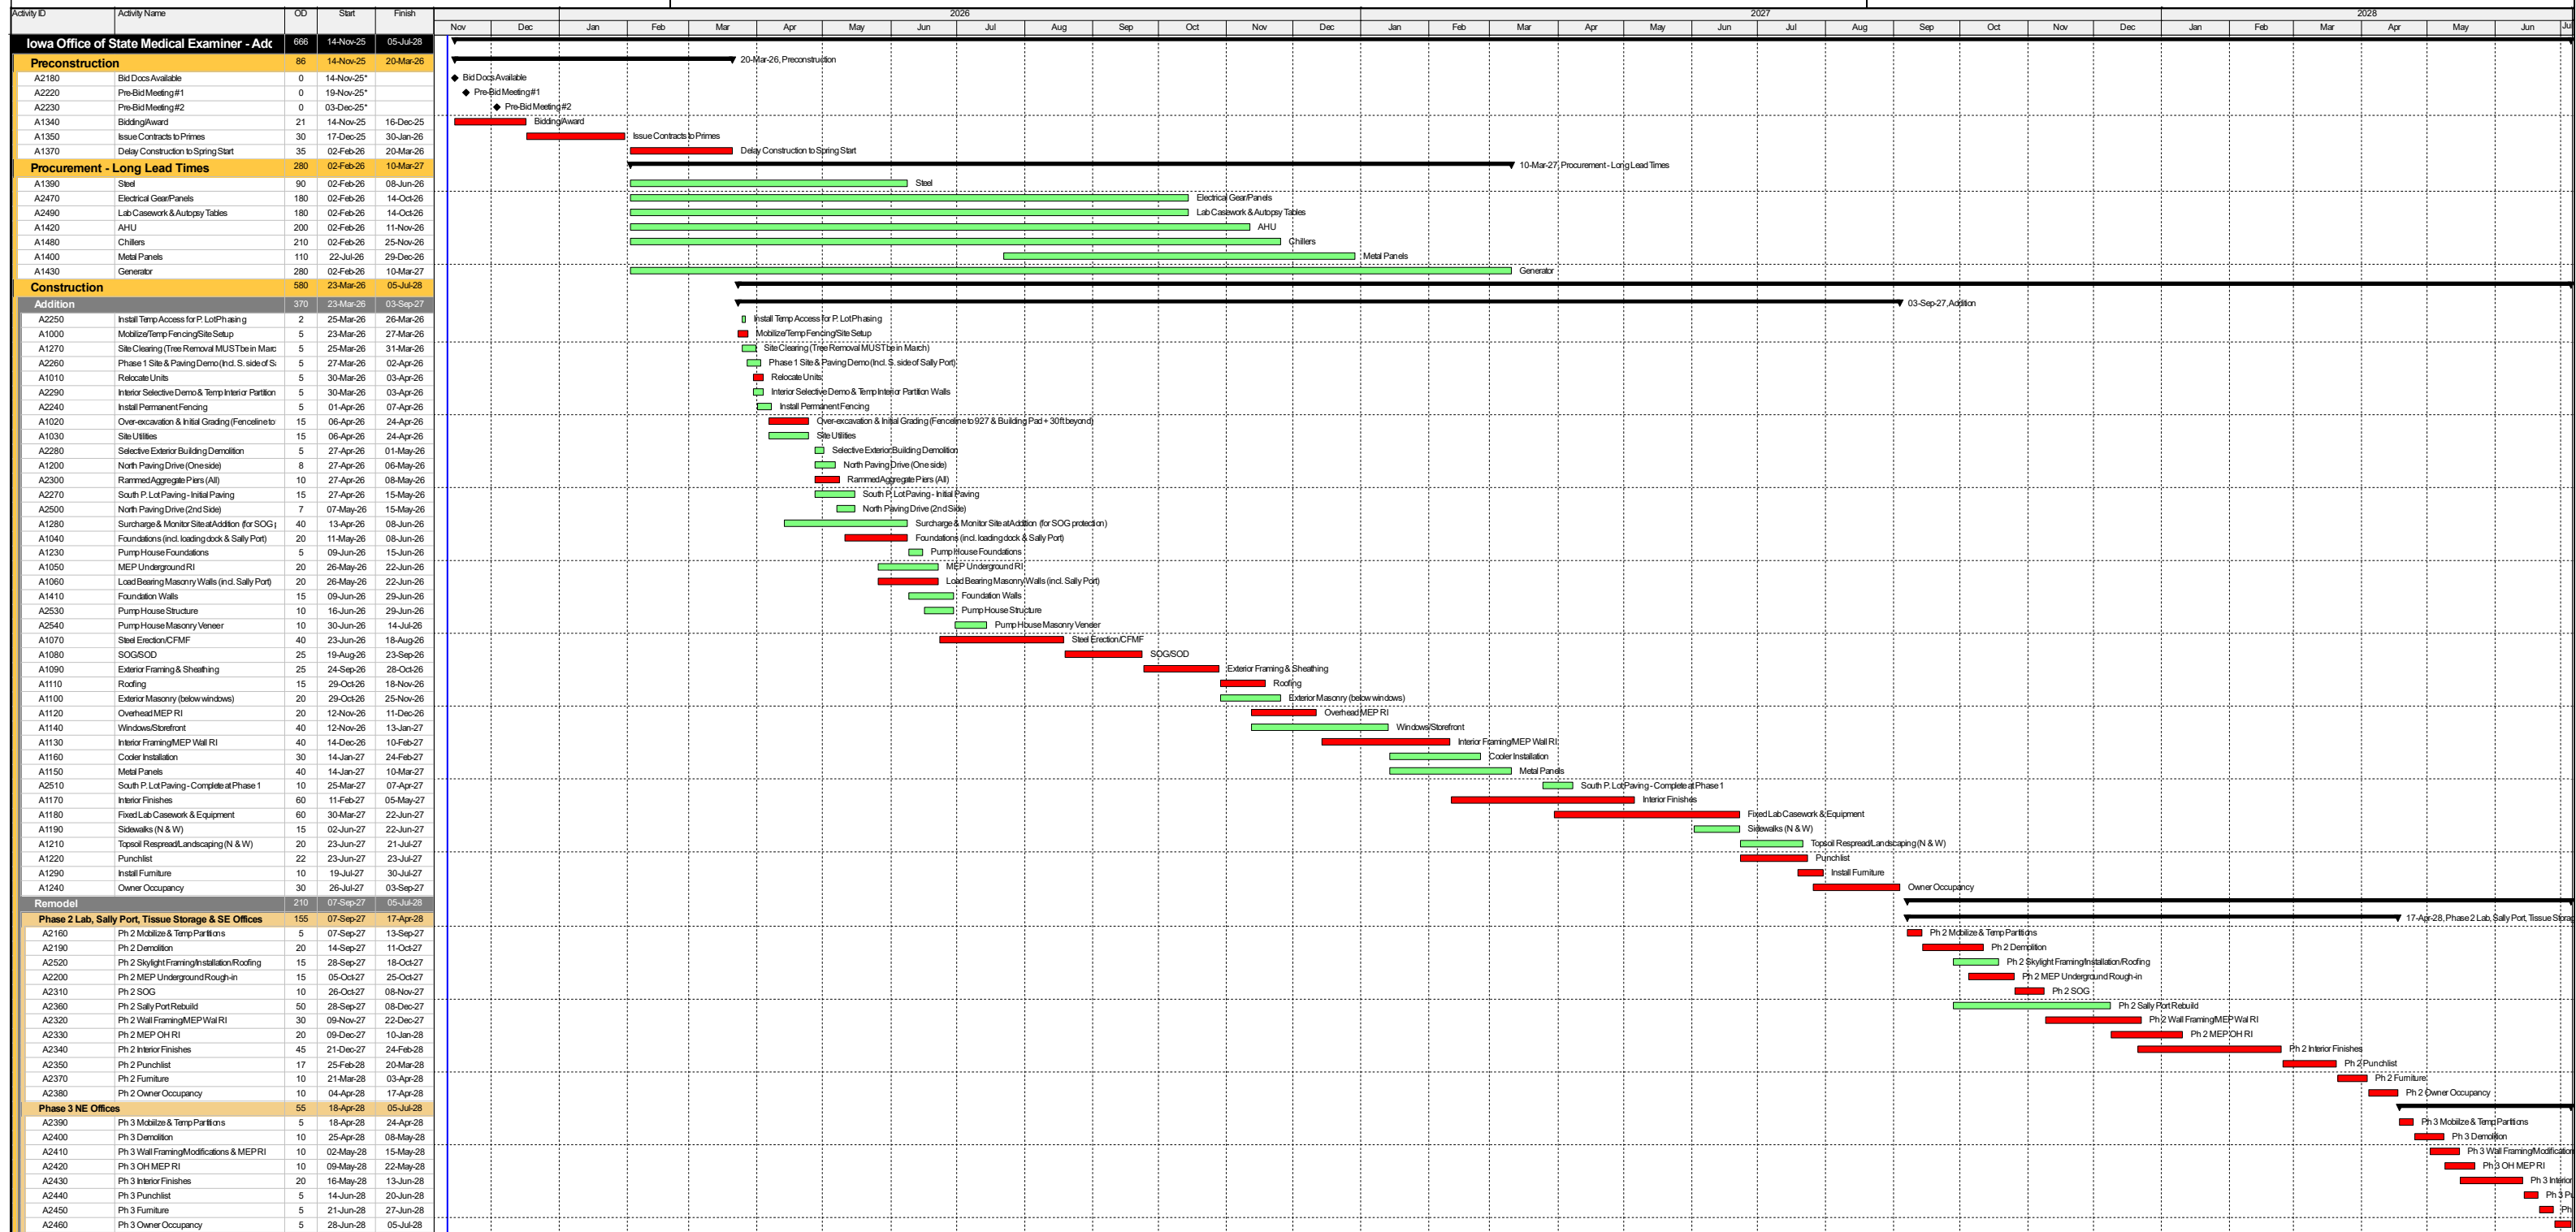 2026 2027 2028
Activity ID Activity Name OD Start Finish Nov Dec Jan Feb Mar Apr May Jun Jul Aug Sep Oct Nov Dec Jan Feb Mar Apr May Jun Jul Aug Sep Oct Nov Dec Jan Feb Mar Apr May Jun Ju
Iowa Office of State Medical Examiner - Adc 666 14-Nov-25 05-Jul-28
Preconstruction 86 14-Nov-25 20-Mar-26 20-Mar-26, Preconstruction
A2180 Bid Docs Available 0 14-Nov-25* Bid Docs Available
A2220 Pre-Bid Meeting #1 0 19-Nov-25* Pre-Bid Meeting #1
A2230 Pre-Bid Meeting #2 0 03-Dec-25* Pre-Bid Meeting #2
A1340 Bidding/Award 21 14-Nov-25 16-Dec-25 Bidding/Award
A1350 Issue Contracts to Primes 30 17-Dec-25 30-Jan-26 Issue Contracts to Primes
A1370 Delay Construction to Spring Start 35 02-Feb-26 20-Mar-26 Delay Construction to Spring Start
Procurement - Long Lead Times 280 02-Feb-26 10-Mar-27 10-Mar-27, Procurement - Long Lead Times
A1390 Steel 90 02-Feb-26 08-Jun-26 Steel
A2470 Electrical Gear/Panels 180 02-Feb-26 14-Oct-26 Electrical Gear/Panels
A2490 Lab Casework & Autopsy Tables 180 02-Feb-26 14-Oct-26 Lab Casework & Autopsy Tables
A1420 AHU 200 02-Feb-26 11-Nov-26 AHU
A1480 Chillers 210 02-Feb-26 25-Nov-26 Chillers
A1400 Metal Panels 110 22-Jul-26 29-Dec-26 Metal Panels
A1430 Generator 280 02-Feb-26 10-Mar-27 Generator
Construction 580 23-Mar-26 05-Jul-28
Addition 370 23-Mar-26 03-Sep-27 03-Sep-27, Addition
A2250 Install Temp Access for P. Lot Phasing 2 25-Mar-26 26-Mar-26 Install Temp Access for P. Lot Phasing
A1000 Mobilize/Temp Fencing/Site Setup 5 23-Mar-26 27-Mar-26 Mobilize/Temp Fencing/Site Setup
A1270 Site Clearing (Tree Removal MUST be in Marc 5 25-Mar-26 31-Mar-26 Site Clearing (Tree Removal MUST be in March)
A2260 Phase 1 Site & Paving Demo (Incl. S. side of Sa 5 27-Mar-26 02-Apr-26 Phase 1 Site & Paving Demo (Incl. S. side of Sally Port)
A1010 Relocate Units 5 30-Mar-26 03-Apr-26 Relocate Units
A2290 Interior Selective Demo & Temp Interior Partition 5 30-Mar-26 03-Apr-26 Interior Selective Demo & Temp Interior Partition Walls
A2240 Install Permanent Fencing 5 01-Apr-26 07-Apr-26 Install Permanent Fencing
A1020 Over-excavation & Initial Grading (Fenceline to 15 06-Apr-26 24-Apr-26 Over-excavation & Initial Grading (Fenceline to 927 & Building Pad + 30ft beyond)
A1030 Site Utilities 15 06-Apr-26 24-Apr-26 Site Utilities
A2280 Selective Exterior Building Demolition 5 27-Apr-26 01-May-26 Selective Exterior Building Demolition
A1200 North Paving Drive (One side) 8 27-Apr-26 06-May-26 North Paving Drive (One side)
A2300 Rammed Aggregate Piers (All) 10 27-Apr-26 08-May-26 Rammed Aggregate Piers (All)
A2270 South P. Lot Paving - Initial Paving 15 27-Apr-26 15-May-26 South P. Lot Paving - Initial Paving
A2500 North Paving Drive (2nd Side) 7 07-May-26 15-May-26 North Paving Drive (2nd Side)
A1280 Surcharge & Monitor Site at Addition (for SOG p 40 13-Apr-26 08-Jun-26 Surcharge & Monitor Site at Addition (for SOG protection)
A1040 Foundations (incl. loading dock & Sally Port) 20 11-May-26 08-Jun-26 Foundations (incl. loading dock & Sally Port)
A1230 Pump House Foundations 5 09-Jun-26 15-Jun-26 Pump House Foundations
A1050 MEP Underground RI 20 26-May-26 22-Jun-26 MEP Underground RI
A1060 Load Bearing Masonry Walls (incl. Sally Port) 20 26-May-26 22-Jun-26 Load Bearing Masonry Walls (incl. Sally Port)
A1410 Foundation Walls 15 09-Jun-26 29-Jun-26 Foundation Walls
A2530 Pump House Structure 10 16-Jun-26 29-Jun-26 Pump House Structure
A2540 Pump House Masonry Veneer 10 30-Jun-26 14-Jul-26 Pump House Masonry Veneer
A1070 Steel Erection/CFMF 40 23-Jun-26 18-Aug-26 Steel Erection/CFMF
A1080 SOG/SOD 25 19-Aug-26 23-Sep-26 SOG/SOD
A1090 Exterior Framing & Sheathing 25 24-Sep-26 28-Oct-26 Exterior Framing & Sheathing
A1110 Roofing 15 29-Oct-26 18-Nov-26 Roofing
A1100 Exterior Masonry (below windows) 20 29-Oct-26 25-Nov-26 Exterior Masonry (below windows)
A1120 Overhead MEP RI 20 12-Nov-26 11-Dec-26 Overhead MEP RI
A1140 Windows/Storefront 40 12-Nov-26 13-Jan-27 Windows/Storefront
A1130 Interior Framing/MEP Wall RI 40 14-Dec-26 10-Feb-27 Interior Framing/MEP Wall RI
A1160 Cooler Installation 30 14-Jan-27 24-Feb-27 Cooler Installation
A1150 Metal Panels 40 14-Jan-27 10-Mar-27 Metal Panels
A2510 South P. Lot Paving - Complete at Phase 1 10 25-Mar-27 07-Apr-27 South P. Lot Paving - Complete at Phase 1
A1170 Interior Finishes 60 11-Feb-27 05-May-27 Interior Finishes
A1180 Fixed Lab Casework & Equipment 60 30-Mar-27 22-Jun-27 Fixed Lab Casework & Equipment
A1190 Sidewalks (N & W) 15 02-Jun-27 22-Jun-27 Sidewalks (N & W)
A1210 Topsoil Respread/Landscaping (N & W) 20 23-Jun-27 21-Jul-27 Topsoil Respread/Landscaping (N & W)
A1220 Punchlist 22 23-Jun-27 23-Jul-27 Punchlist
A1290 Install Furniture 10 19-Jul-27 30-Jul-27 Install Furniture
A1240 Owner Occupancy 30 26-Jul-27 03-Sep-27 Owner Occupancy
Remodel 210 07-Sep-27 05-Jul-28
Phase 2 Lab, Sally Port, Tissue Storage & SE Offices 155 07-Sep-27 17-Apr-28 17-Apr-28, Phase 2 Lab, Sally Port, Tissue Storag
A2160 Ph 2 Mobilize & Temp Partitions 5 07-Sep-27 13-Sep-27 Ph 2 Mobilize & Temp Partitions
A2190 Ph 2 Demolition 20 14-Sep-27 11-Oct-27 Ph 2 Demolition
A2520 Ph 2 Skylight Framing/Installation/Roofing 15 28-Sep-27 18-Oct-27 Ph 2 Skylight Framing/Installation/Roofing
A2200 Ph 2 MEP Underground Rough-in 15 05-Oct-27 25-Oct-27 Ph 2 MEP Underground Rough-in
A2310 Ph 2 SOG 10 26-Oct-27 08-Nov-27 Ph 2 SOG
A2360 Ph 2 Sally Port Rebuild 50 28-Sep-27 08-Dec-27 Ph 2 Sally Port Rebuild
A2320 Ph 2 Wall Framing/MEP Wal RI 30 09-Nov-27 22-Dec-27 Ph 2 Wall Framing/MEP Wal RI
A2330 Ph 2 MEP OH RI 20 09-Dec-27 10-Jan-28 Ph 2 MEP OH RI
A2340 Ph 2 Interior Finishes 45 21-Dec-27 24-Feb-28 Ph 2 Interior Finishes
A2350 Ph 2 Punchlist 17 25-Feb-28 20-Mar-28 Ph 2 Punchlist
A2370 Ph 2 Furniture 10 21-Mar-28 03-Apr-28 Ph 2 Furniture
A2380 Ph 2 Owner Occupancy 10 04-Apr-28 17-Apr-28 Ph 2 Owner Occupancy
Phase 3 NE Offices 55 18-Apr-28 05-Jul-28
A2390 Ph 3 Mobilize & Temp Partitions 5 18-Apr-28 24-Apr-28 Ph 3 Mobilize & Temp Partitions
A2400 Ph 3 Demolition 10 25-Apr-28 08-May-28 Ph 3 Demolition
A2410 Ph 3 Wall Framing/Modifications & MEP RI 10 02-May-28 15-May-28 Ph 3 Wall Framing/Modification
A2420 Ph 3 OH MEP RI 10 09-May-28 22-May-28 Ph 3 OH MEP RI
A2430 Ph 3 Interior Finishes 20 16-May-28 13-Jun-28 Ph 3 Interior
A2440 Ph 3 Punchlist 5 14-Jun-28 20-Jun-28 Ph 3 Pu
A2450 Ph 3 Furniture 5 21-Jun-28 27-Jun-28 Ph
A2460 Ph 3 Owner Occupancy 5 28-Jun-28 05-Jul-28